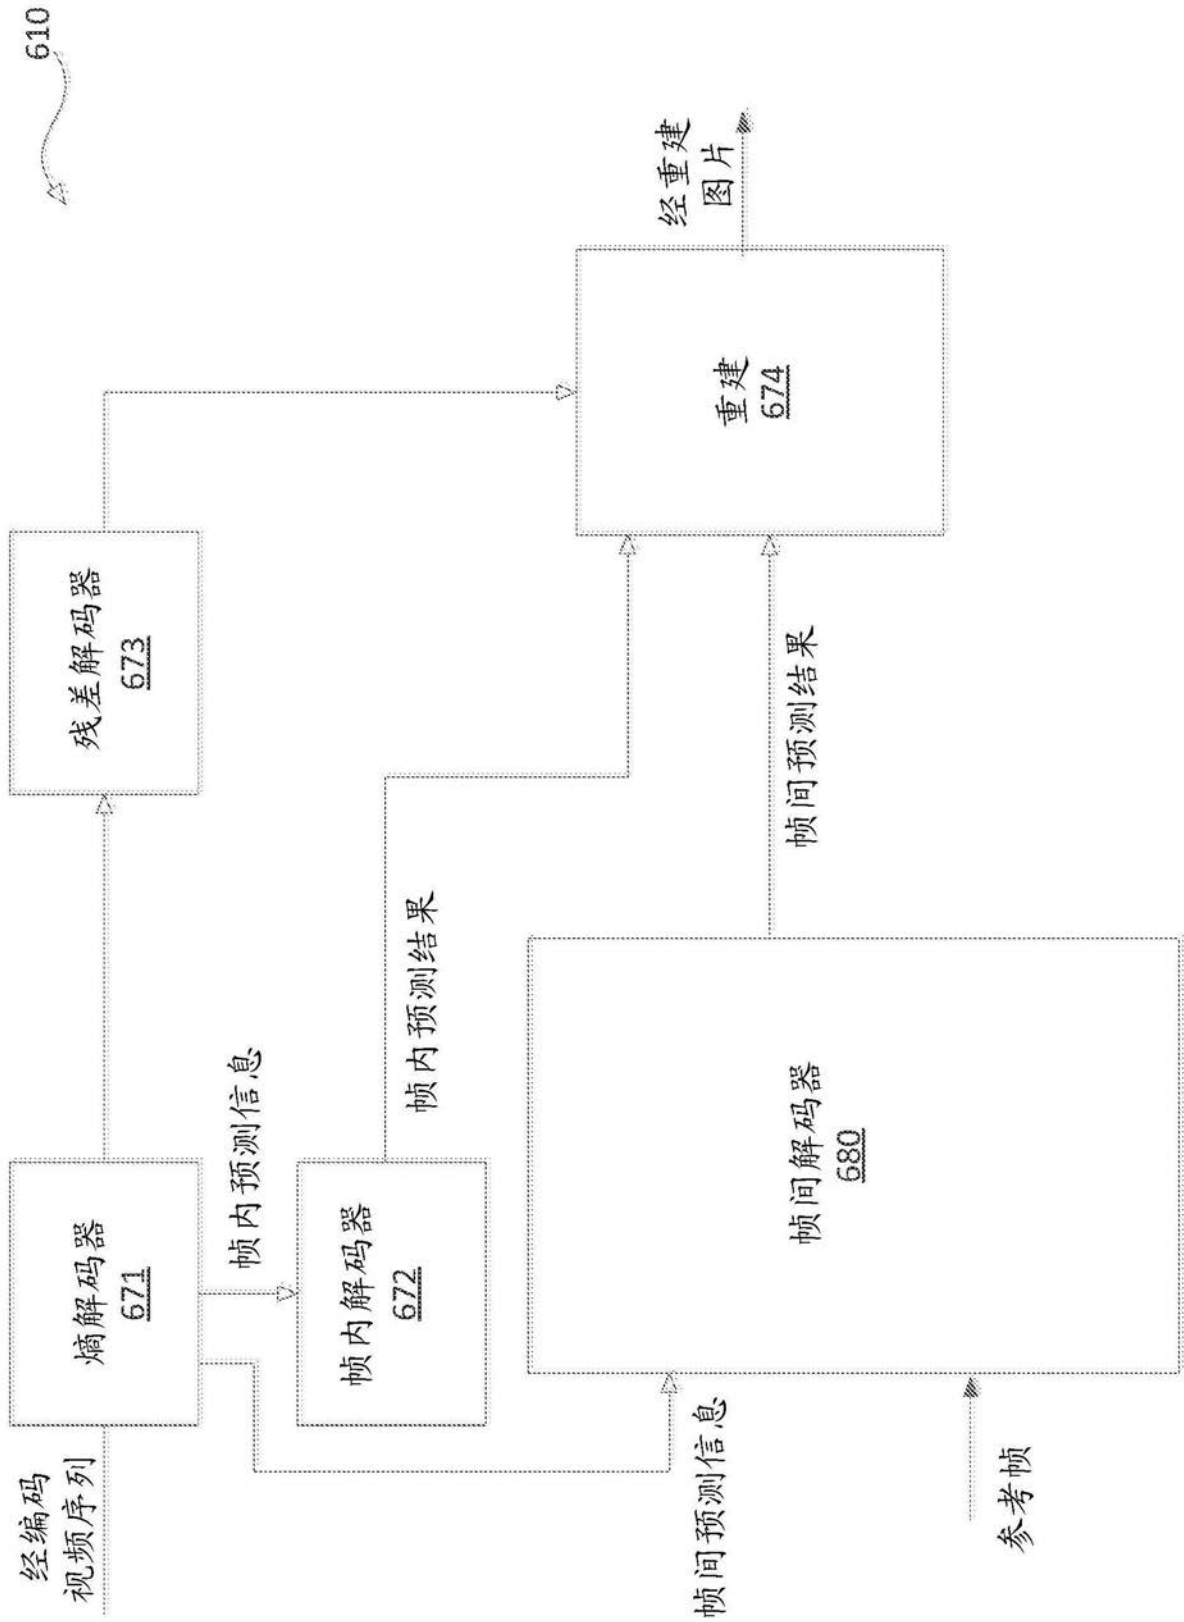 610
经编码
视频序列
熵解码器
671
残差解码器
673
帧内预测信息
帧内解码器
672
帧内预测结果
帧间预测信息
参考帧
帧间解码器
680
帧间预测结果
重建
674
经重建
图片